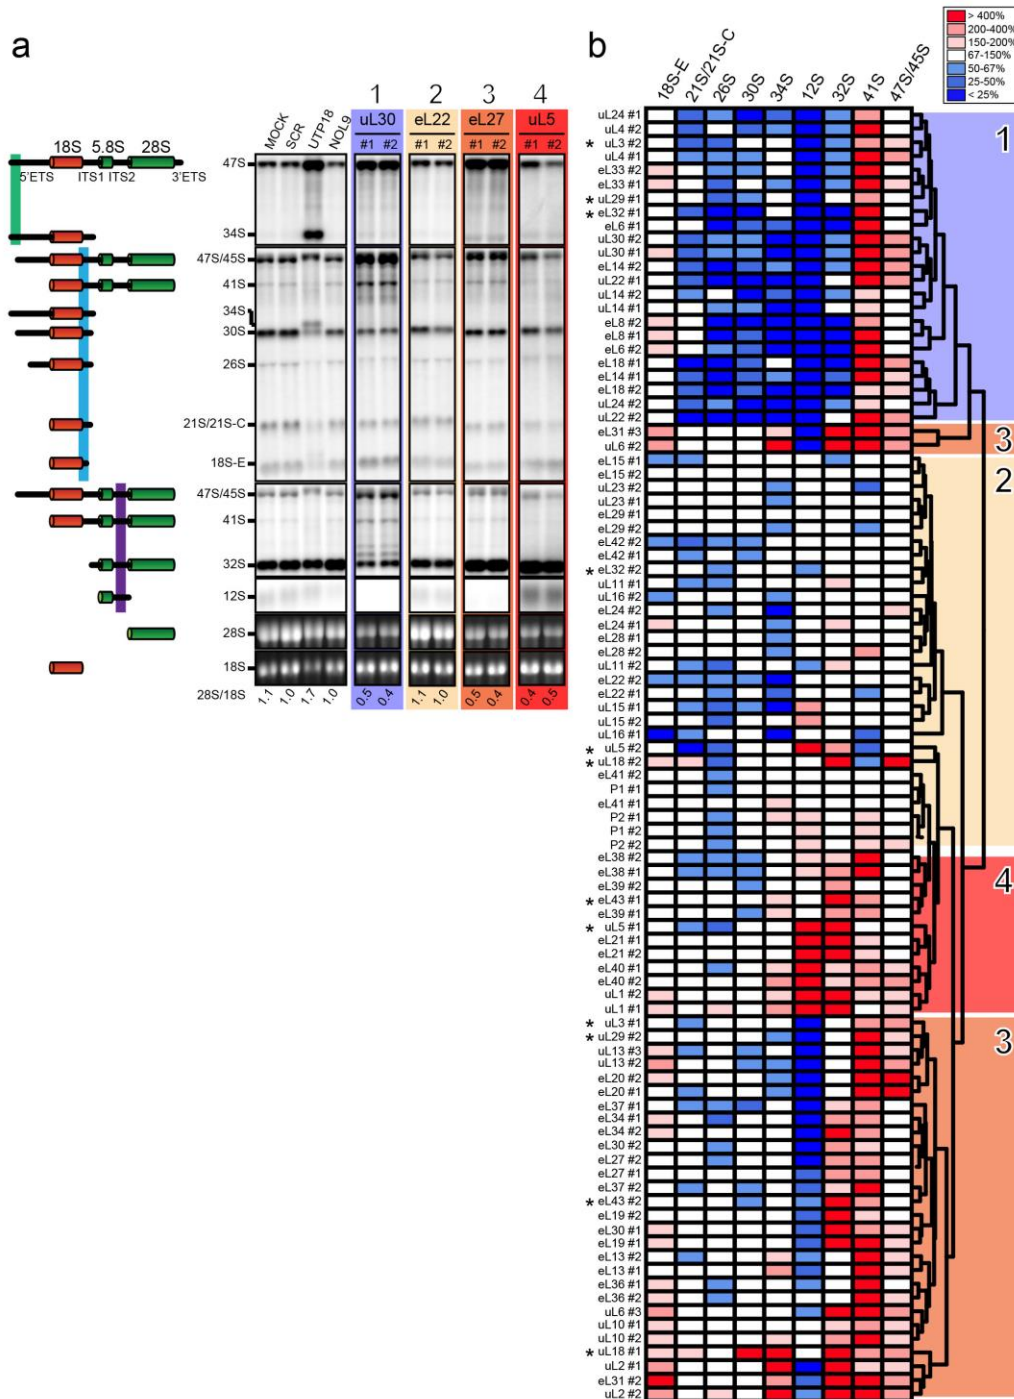 a
1 2 3 4
MOCK SCR UTP18 NOL9 uL30 eL22 eL27 uL5
#1 #2 #1 #2 #1 #2 #1 #2
18S 5.8S 28S
5'ETS ITS1 ITS2 3'ETS
47S
34S
47S/45S
41S
34S
30S
26S
21S/21S-C
18S-E
47S/45S
41S
32S
12S
28S
18S
28S/18S 1.1 1.0 1.7 1.0 0.5 0.4 1.1 1.0 0.5 0.4 0.4 0.5
b
> 400%
200-400%
150-200%
67-150%
50-67%
25-50%
< 25%
18S-E 21S/21S-C 26S 30S 34S 12S 32S 41S 47S/45S
uL24 #1
uL4 #2
* uL3 #2
uL4 #1
eL33 #2
eL33 #1
* uL29 #1
* eL32 #1
eL6 #1
uL30 #2
uL30 #1
eL14 #2
uL22 #1
uL14 #2
uL14 #1
eL8 #2
eL8 #1
eL6 #2
eL18 #1
eL14 #1
eL18 #2
uL24 #2
uL22 #2
1
eL31 #3
uL6 #2
3
eL15 #1
eL15 #2
uL23 #2
uL23 #1
eL29 #1
eL29 #2
eL42 #2
eL42 #1
* eL32 #2
uL11 #1
uL16 #2
eL24 #2
eL24 #1
eL28 #1
eL28 #2
uL11 #2
eL22 #2
eL22 #1
uL15 #1
uL15 #2
uL16 #1
* uL5 #2
* uL18 #2
eL41 #2
P1 #1
eL41 #1
P2 #1
P1 #2
P2 #2
2
eL38 #2
eL38 #1
eL39 #2
* eL43 #1
eL39 #1
* uL5 #1
eL21 #1
eL21 #2
eL40 #1
eL40 #2
uL1 #2
uL1 #1
4
* uL3 #1
* uL29 #2
uL13 #3
uL13 #2
eL20 #2
eL20 #1
eL37 #1
eL34 #1
eL34 #2
eL30 #2
eL27 #2
eL27 #1
eL37 #2
* eL43 #2
eL19 #2
eL30 #1
eL19 #1
eL13 #2
eL13 #1
eL36 #1
eL36 #2
uL6 #3
uL10 #1
uL10 #2
* uL18 #1
uL2 #1
eL31 #2
uL2 #2
3